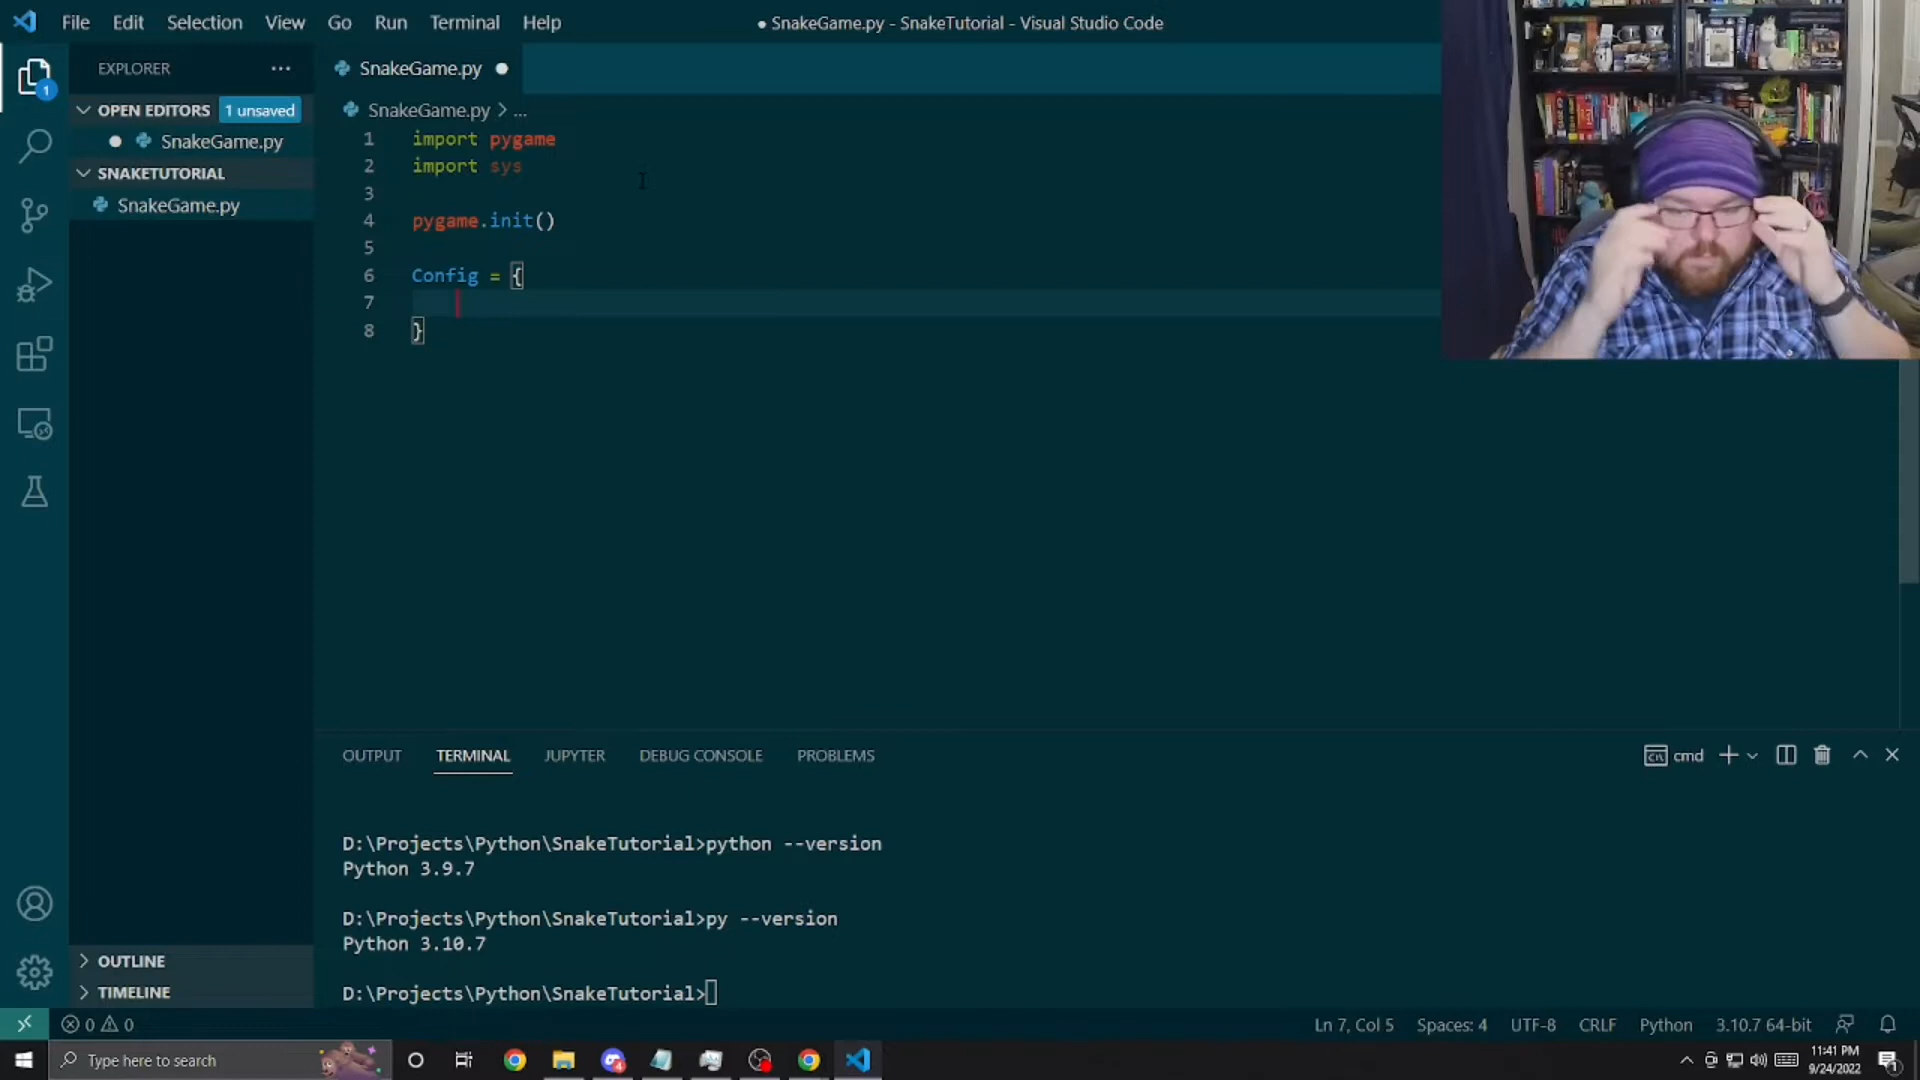 File Edit Selection View Go Run Terminal Help
● SnakeGame.py - SnakeTutorial - Visual Studio Code
EXPLORER ···
1
OPEN EDITORS 1 unsaved
SnakeGame.py
SNAKETUTORIAL
SnakeGame.py
OUTLINE
TIMELINE
SnakeGame.py
SnakeGame.py > ...
1 import pygame
2 import sys
3
4 pygame.init()
5
6 Config = {
7
8 }
OUTPUT TERMINAL JUPYTER DEBUG CONSOLE PROBLEMS
cmd
D:\Projects\Python\SnakeTutorial>python --version
Python 3.9.7
D:\Projects\Python\SnakeTutorial>py --version
Python 3.10.7
D:\Projects\Python\SnakeTutorial>
0 0 Ln 7, Col 5 Spaces: 4 UTF-8 CRLF Python 3.10.7 64-bit
Type here to search
4
11:41 PM
9/24/2022
1